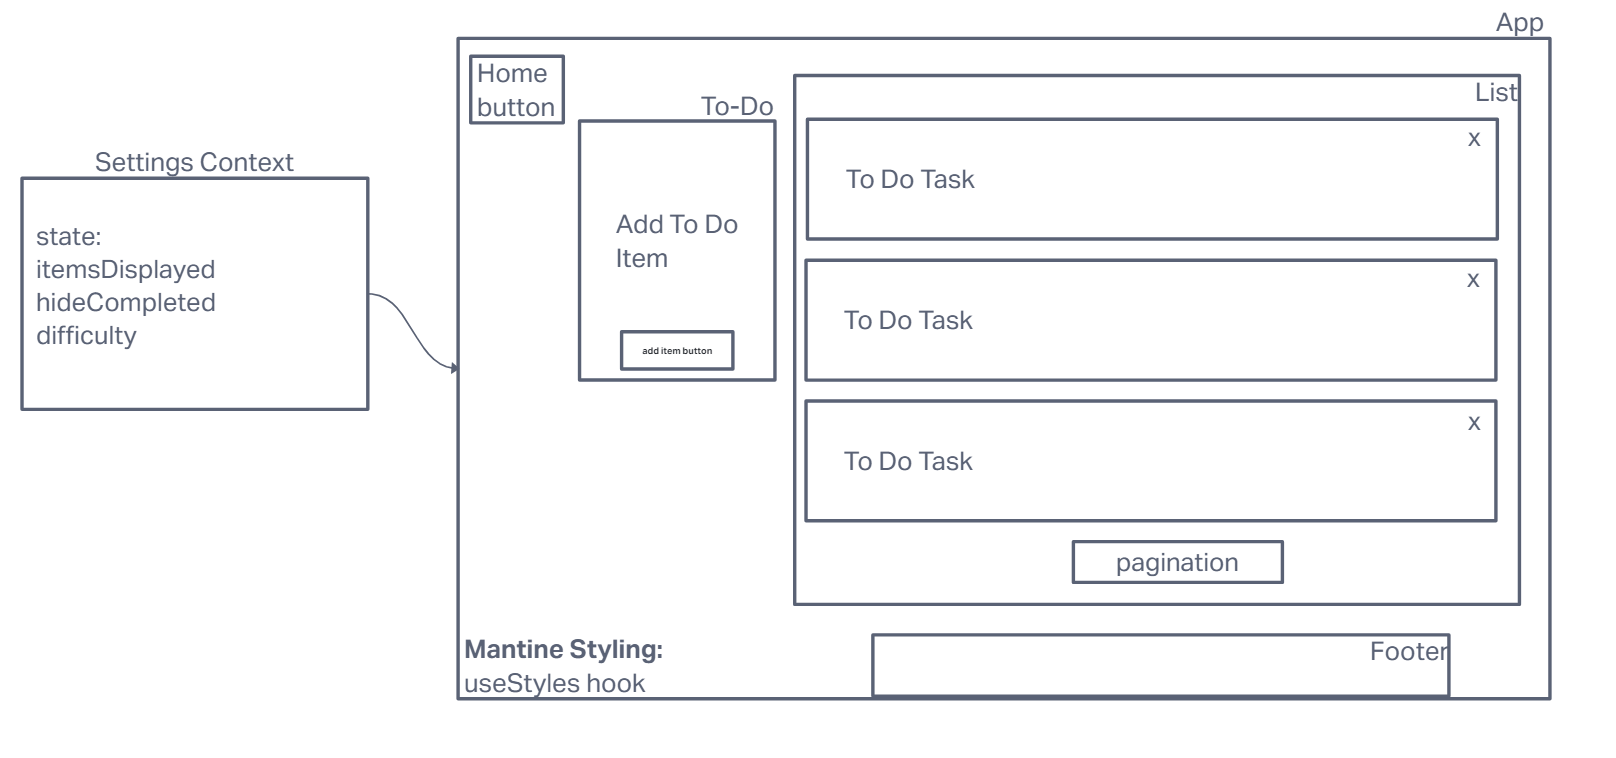 App
Home
button
To-Do
List
Settings Context
state:
itemsDisplayed
hideCompleted
difficulty
Add To Do
Item
add item button
x
To Do Task
x
To Do Task
x
To Do Task
pagination
Mantine Styling:
useStyles hook
Footer